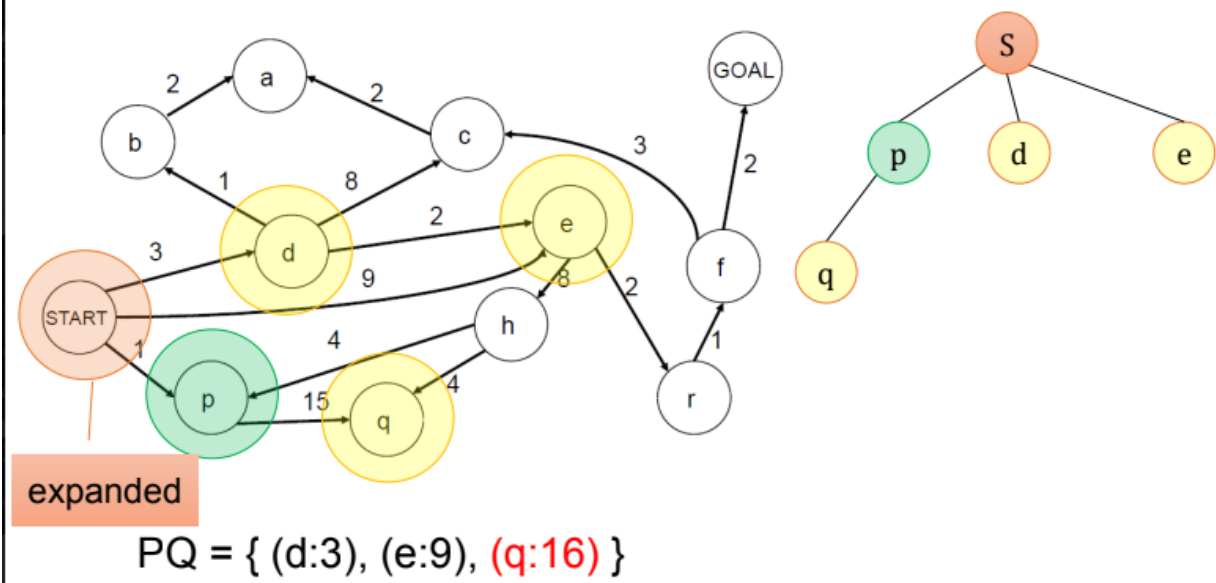 S
GOAL
a
2
2
b
c
3
p
d
e
1
8
2
2
e
3
d
f
q
9
8
2
START
h
1
4
1
p
15
4
r
q
expanded
PQ = { (d:3), (e:9), (q:16) }